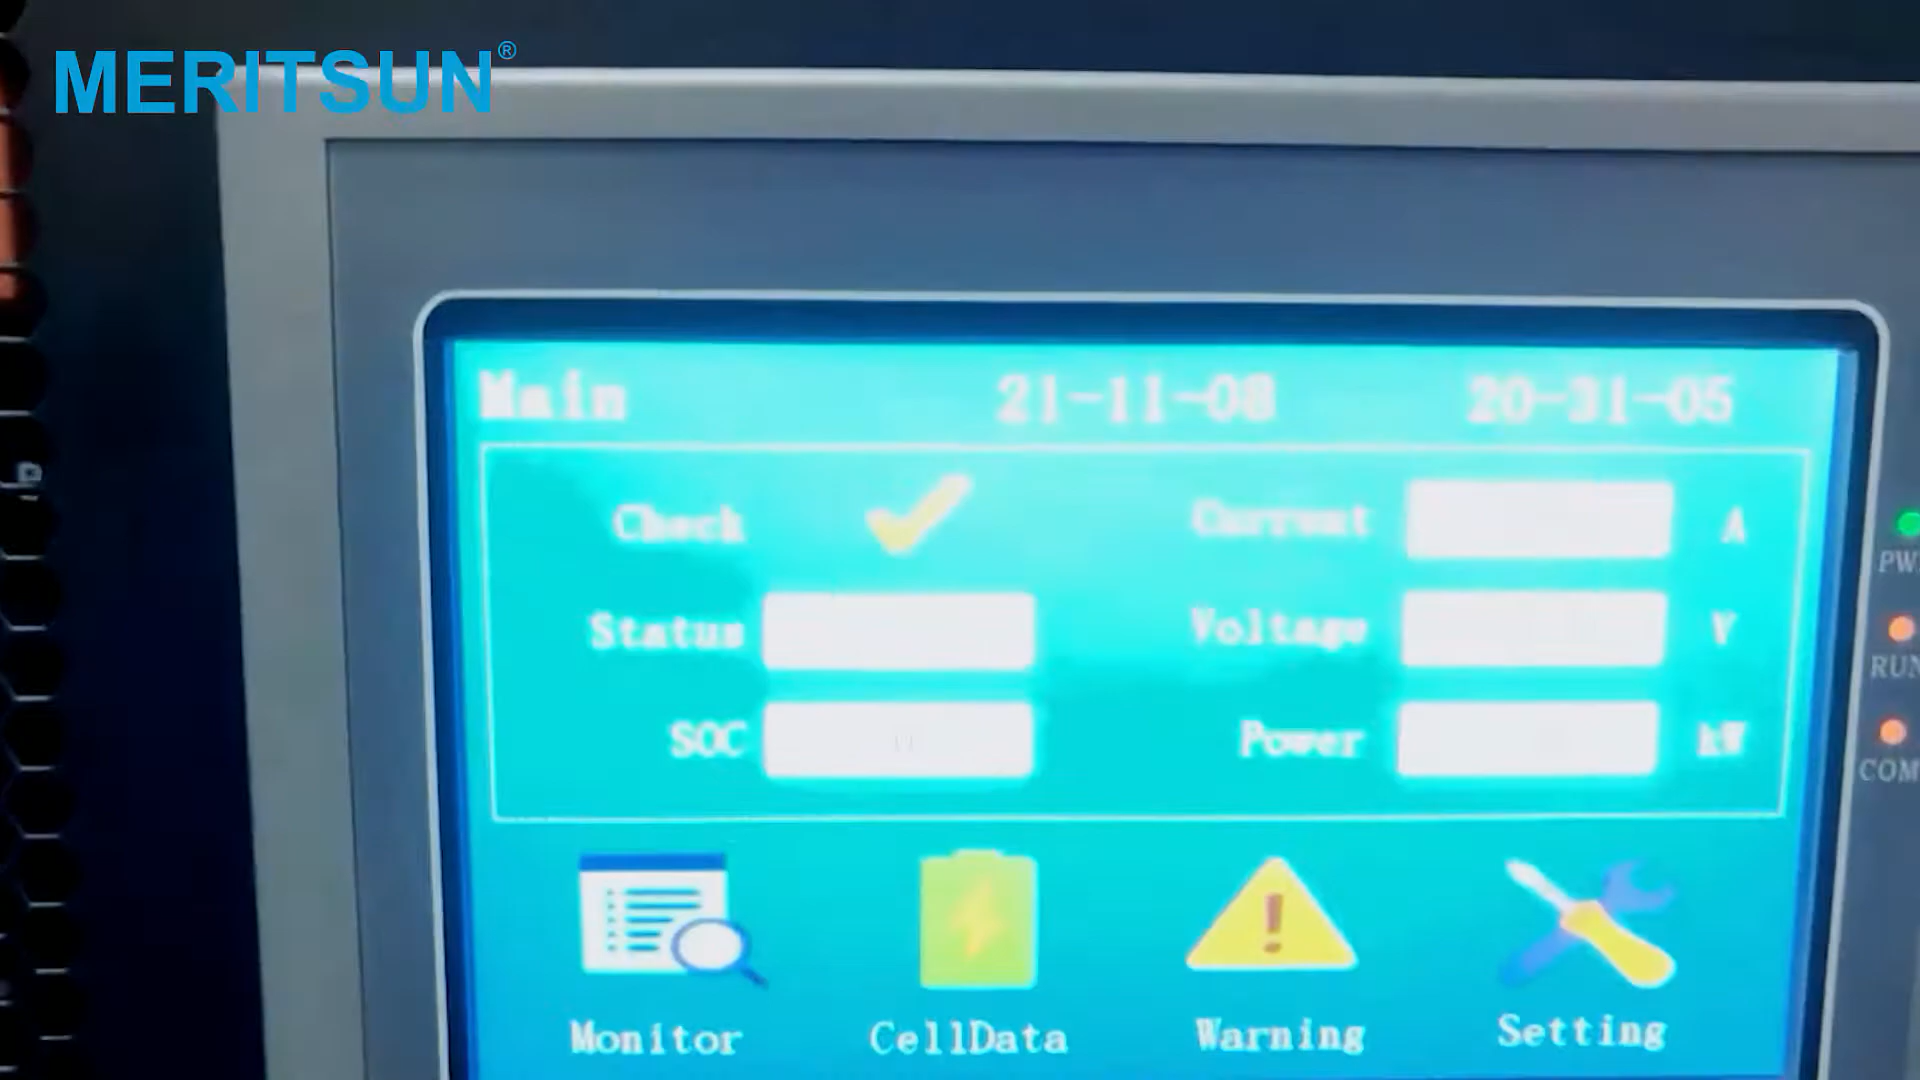 MERITSUN®
Main 21-11-08 20-31-05
Check Current A
Status Voltage V
SOC Power kW
Monitor CellData Warning Setting
PW
RUN
COM